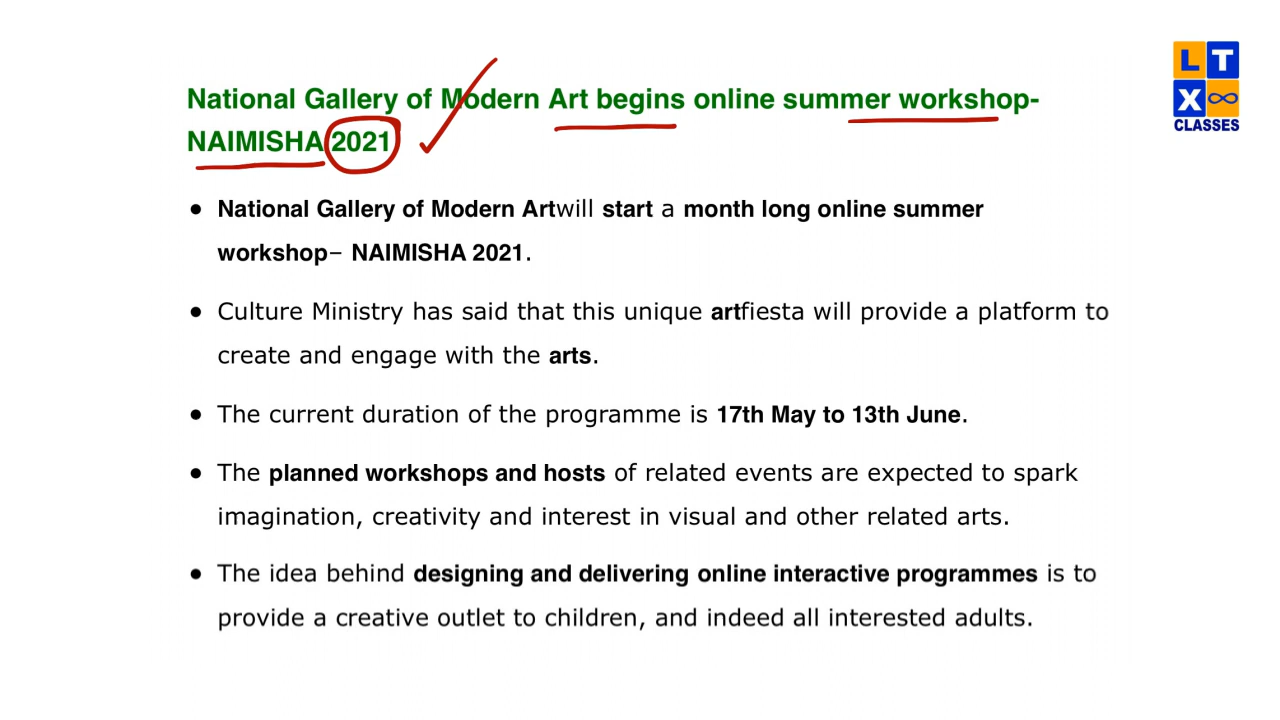 National Gallery of Modern Art begins online summer workshop-
NAIMISHA 2021
• National Gallery of Modern Artwill start a month long online summer
workshop– NAIMISHA 2021.
• Culture Ministry has said that this unique artfiesta will provide a platform to
create and engage with the arts.
• The current duration of the programme is 17th May to 13th June.
• The planned workshops and hosts of related events are expected to spark
imagination, creativity and interest in visual and other related arts.
• The idea behind designing and delivering online interactive programmes is to
provide a creative outlet to children, and indeed all interested adults.
L T
X ∞
CLASSES